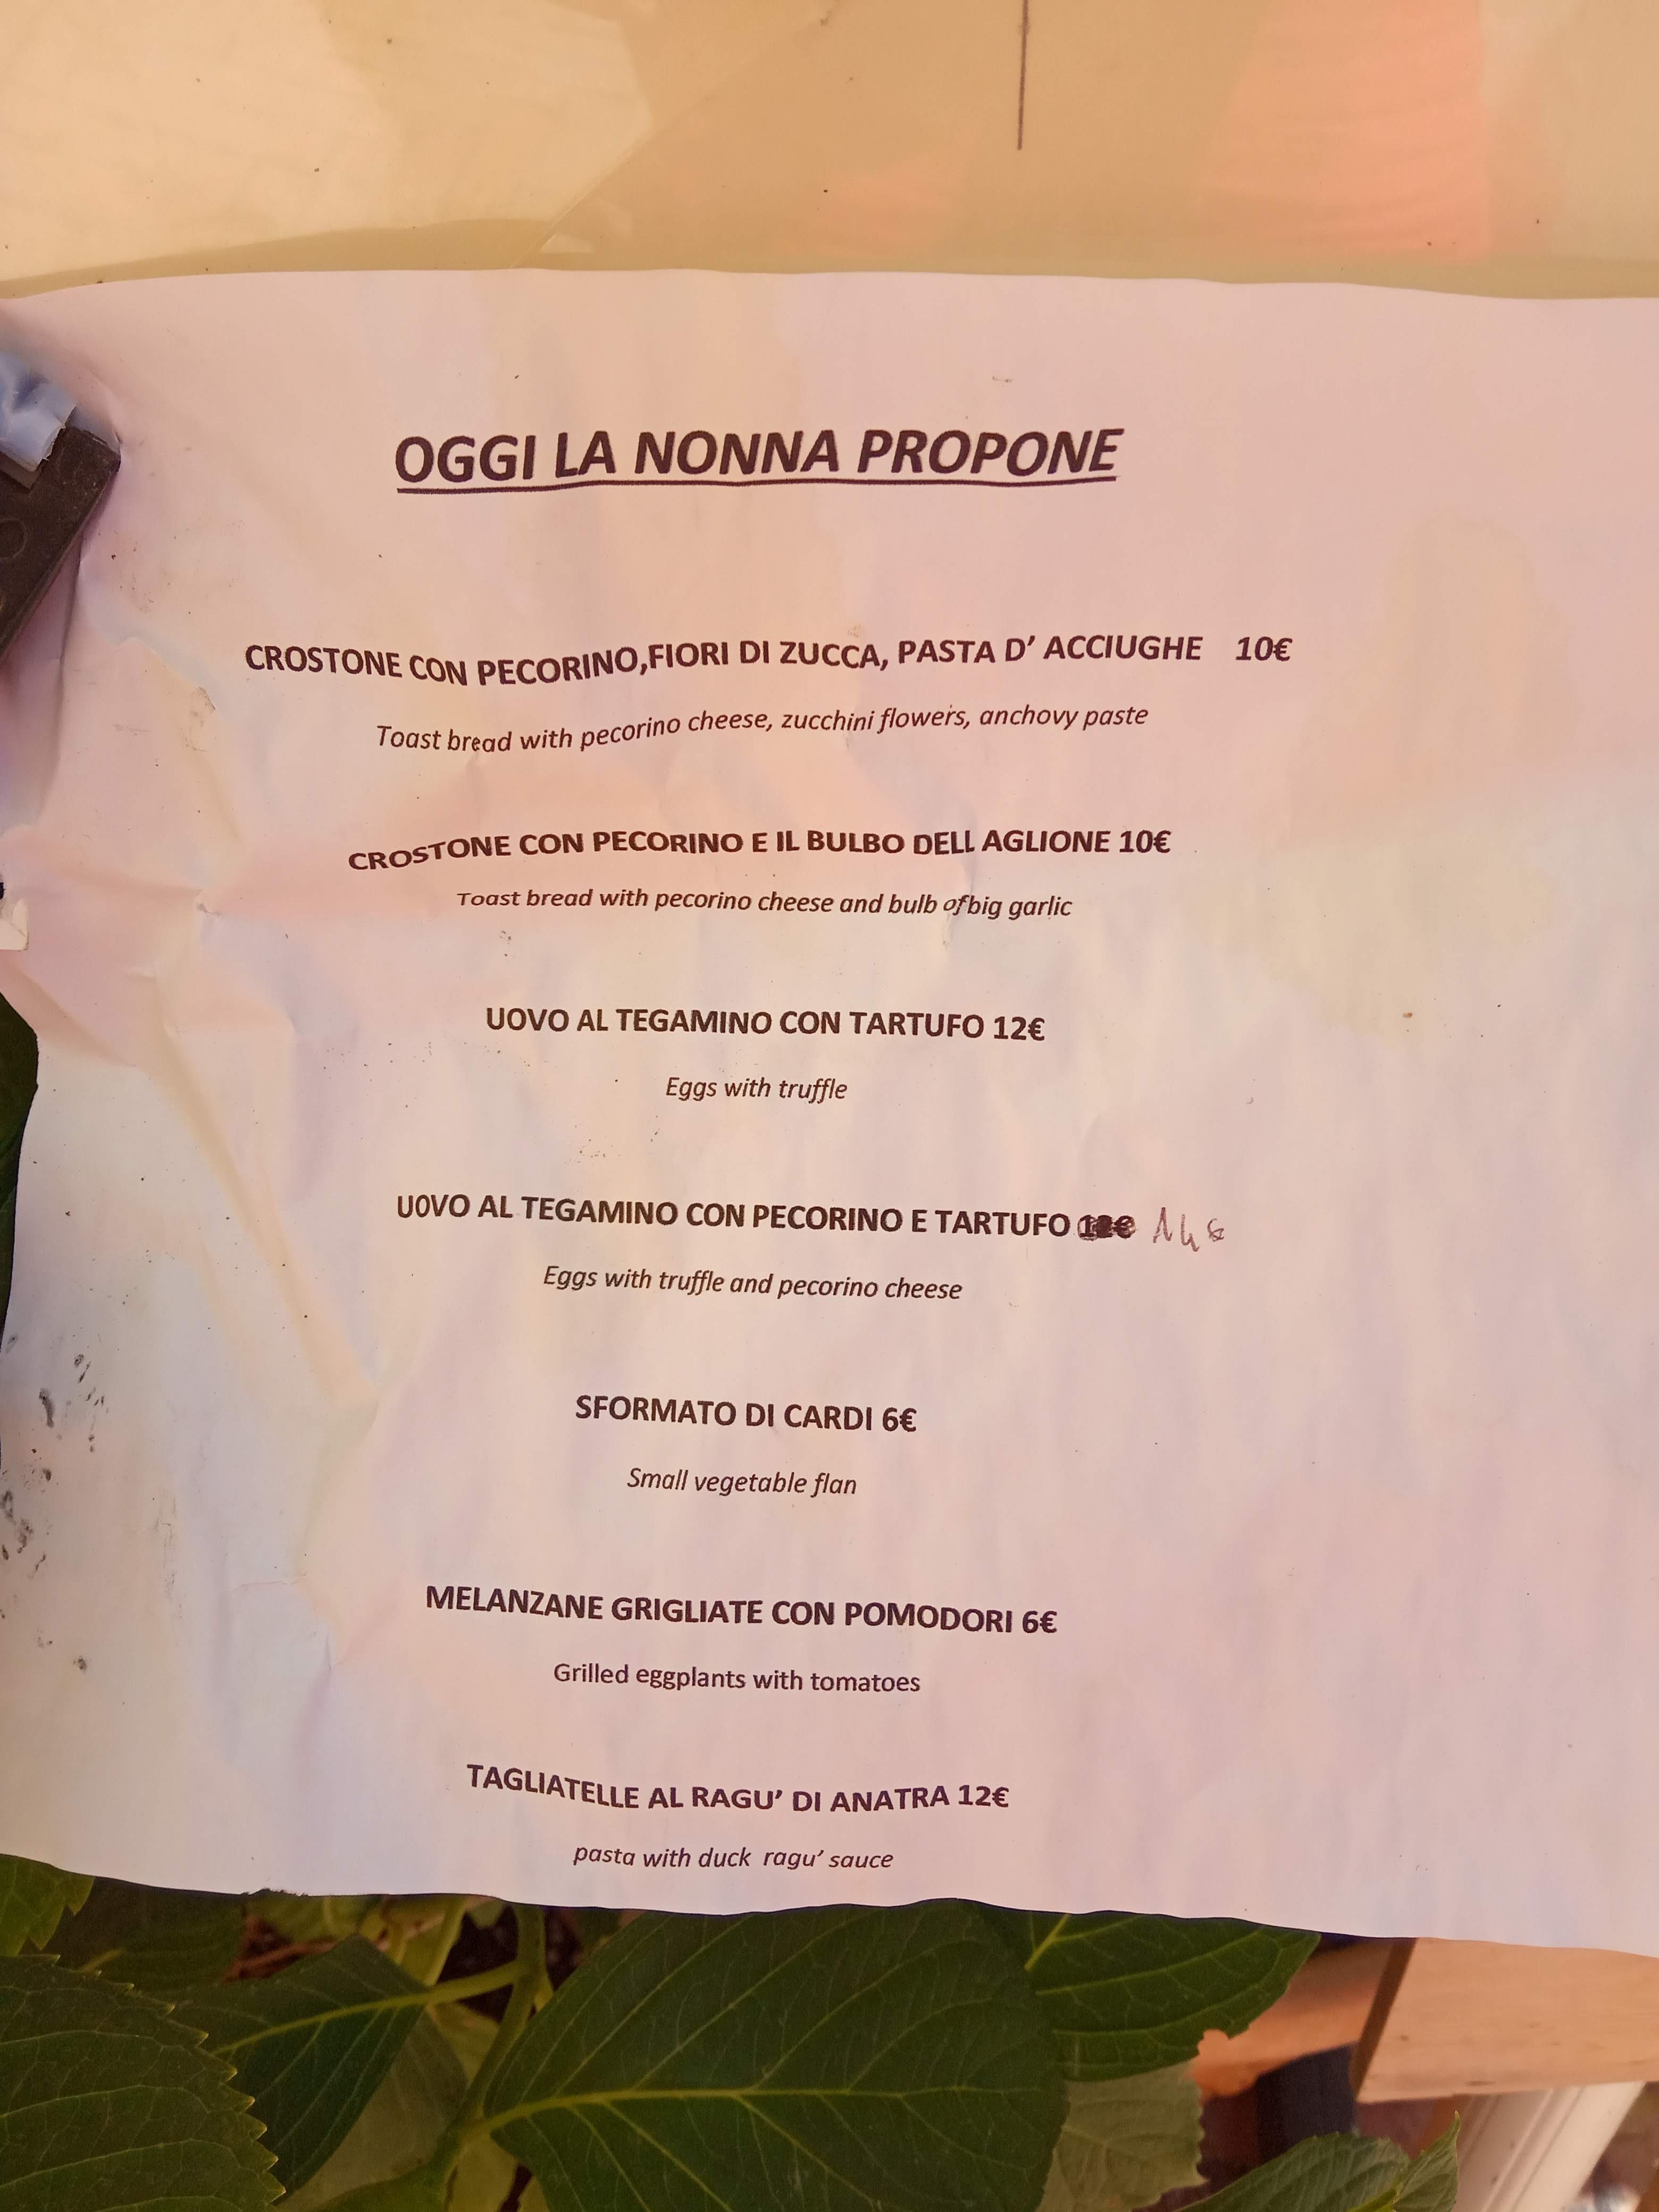 OGGI LA NONNA PROPONE
CROSTONE CON PECORINO,FIORI DI ZUCCA, PASTA D' ACCIUGHE 10€
Toast bread with pecorino cheese, zucchini flowers, anchovy paste
CROSTONE CON PECORINO E IL BULBO DELL AGLIONE 10€
Toast bread with pecorino cheese and bulb of big garlic
UOVO AL TEGAMINO CON TARTUFO 12€
Eggs with truffle
UOVO AL TEGAMINO CON PECORINO E TARTUFO 12€ 14€
Eggs with truffle and pecorino cheese
SFORMATO DI CARDI 6€
Small vegetable flan
MELANZANE GRIGLIATE CON POMODORI 6€
Grilled eggplants with tomatoes
TAGLIATELLE AL RAGU' DI ANATRA 12€
pasta with duck ragu' sauce